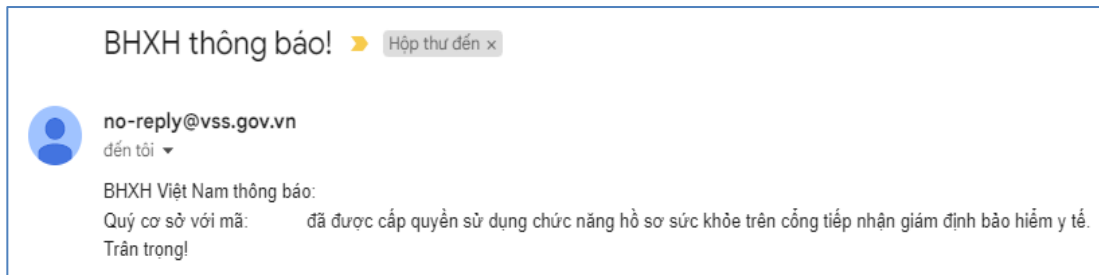 BHXH thông báo! Hộp thư đến ×
no-reply@vss.gov.vn
đến tôi
BHXH Việt Nam thông báo:
Quý cơ sở với mã: đã được cấp quyền sử dụng chức năng hồ sơ sức khỏe trên cổng tiếp nhận giám định bảo hiểm y tế.
Trân trọng!